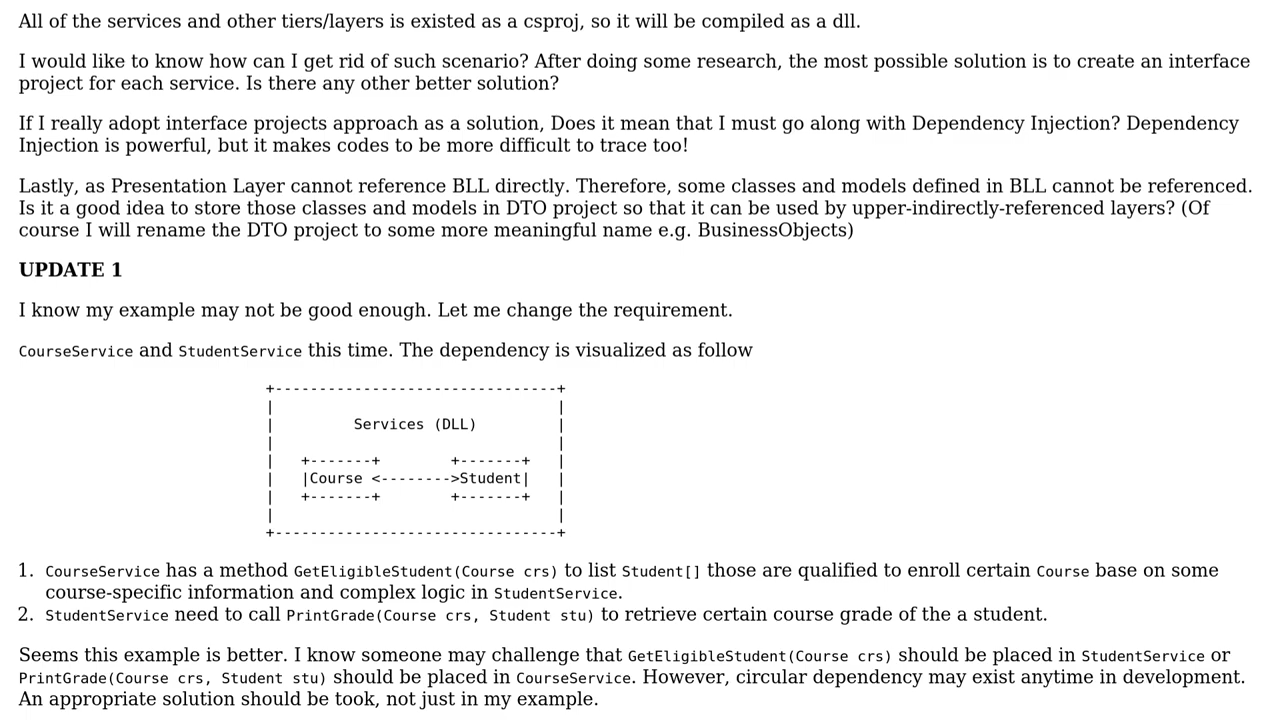 All of the services and other tiers/layers is existed as a csproj, so it will be compiled as a dll.
I would like to know how can I get rid of such scenario? After doing some research, the most possible solution is to create an interface
project for each service. Is there any other better solution?
If I really adopt interface projects approach as a solution, Does it mean that I must go along with Dependency Injection? Dependency
Injection is powerful, but it makes codes to be more difficult to trace too!
Lastly, as Presentation Layer cannot reference BLL directly. Therefore, some classes and models defined in BLL cannot be referenced.
Is it a good idea to store those classes and models in DTO project so that it can be used by upper-indirectly-referenced layers? (Of
course I will rename the DTO project to some more meaningful name e.g. BusinessObjects)
UPDATE 1
I know my example may not be good enough. Let me change the requirement.
CourseService and StudentService this time. The dependency is visualized as follow
+--------------------------------+
|                                |
|         Services (DLL)         |
|                                |
|   +-------+        +-------+   |
|   |Course <-------->Student|   |
|   +-------+        +-------+   |
|                                |
+--------------------------------+
1. CourseService has a method GetEligibleStudent(Course crs) to list Student[] those are qualified to enroll certain Course base on some
course-specific information and complex logic in StudentService.
2. StudentService need to call PrintGrade(Course crs, Student stu) to retrieve certain course grade of the a student.
Seems this example is better. I know someone may challenge that GetEligibleStudent(Course crs) should be placed in StudentService or
PrintGrade(Course crs, Student stu) should be placed in CourseService. However, circular dependency may exist anytime in development.
An appropriate solution should be took, not just in my example.